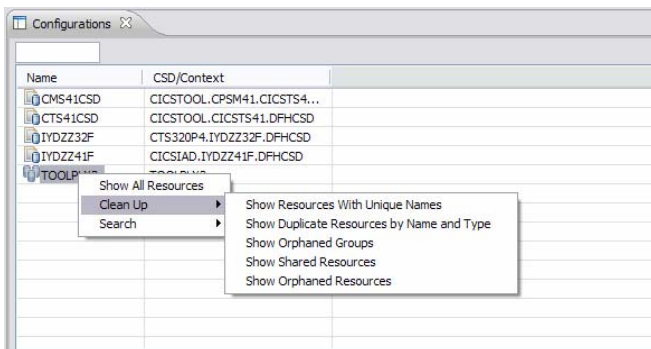 Configurations
Name CSD/Context
CMS41CSD CICSTOOL.CPSM41.CICSTS4...
CTS41CSD CICSTOOL.CICSTS41.DFHCSD
IYDZZ32F CTS320P4.IYDZZ32F.DFHCSD
IYDZZ41F CICSIAD.IYDZZ41F.DFHCSD
Show All Resources
Clean Up
Search
Show Resources With Unique Names
Show Duplicate Resources by Name and Type
Show Orphaned Groups
Show Shared Resources
Show Orphaned Resources